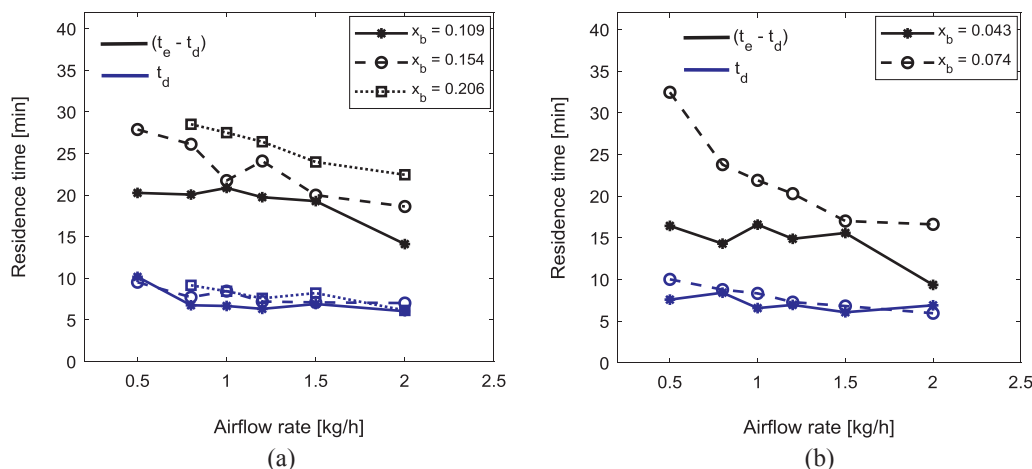 40
35
30
25
20
15
10
5
0
Residence time [min]
(t_e - t_d)
t_d
x_b = 0.109
x_b = 0.154
x_b = 0.206
0.5 1 1.5 2 2.5
Airflow rate [kg/h]
(a)
40
35
30
25
20
15
10
5
0
Residence time [min]
(t_e - t_d)
t_d
x_b = 0.043
x_b = 0.074
0.5 1 1.5 2 2.5
Airflow rate [kg/h]
(b)